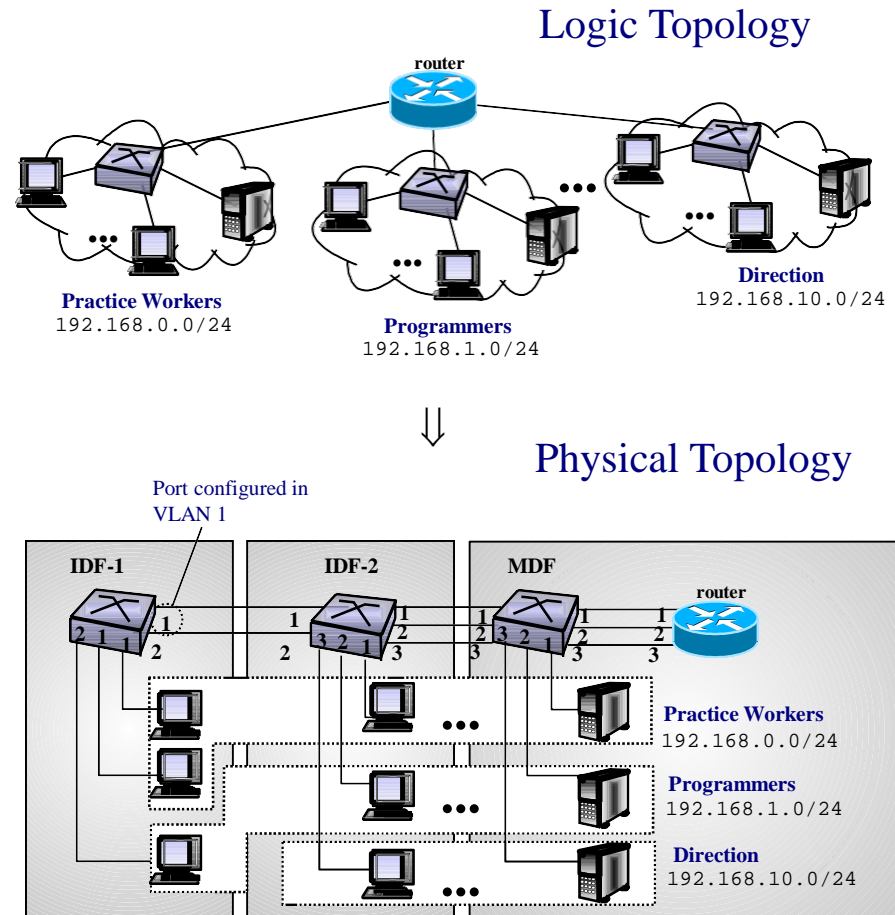 Logic Topology
router
Practice Workers
192.168.0.0/24
Programmers
192.168.1.0/24
Direction
192.168.10.0/24
Physical Topology
Port configured in
VLAN 1
IDF-1
IDF-2
MDF
router
1 1 1 1 1 1
2 1 1 2 3 2 1 2 2 3 2 1 2 2
2 3 3 3 3
Practice Workers
192.168.0.0/24
Programmers
192.168.1.0/24
Direction
192.168.10.0/24